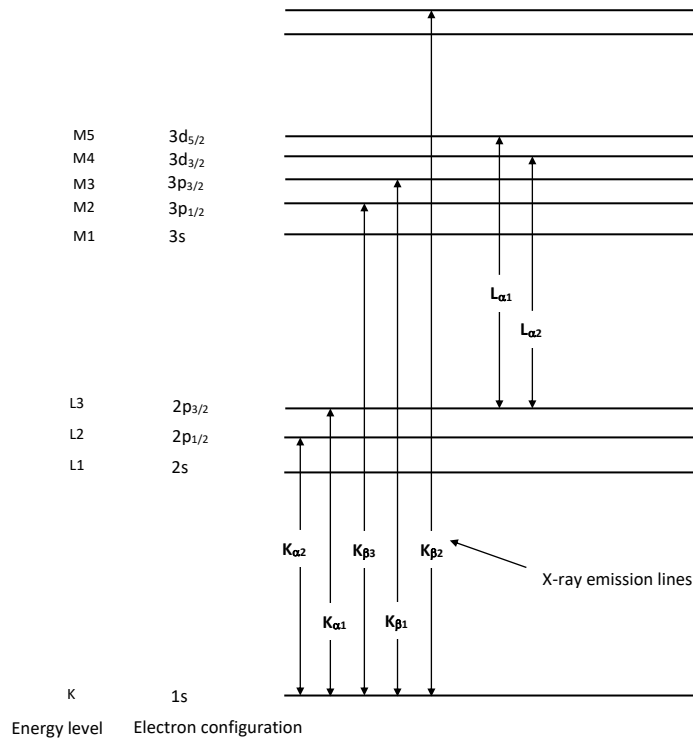 M5 3d5/2
M4 3d3/2
M3 3p3/2
M2 3p1/2
M1 3s
Lα1
Lα2
L3 2p3/2
L2 2p1/2
L1 2s
Kα2 Kβ3 Kβ2
X-ray emission lines
Kα1 Kβ1
K 1s
Energy level Electron configuration